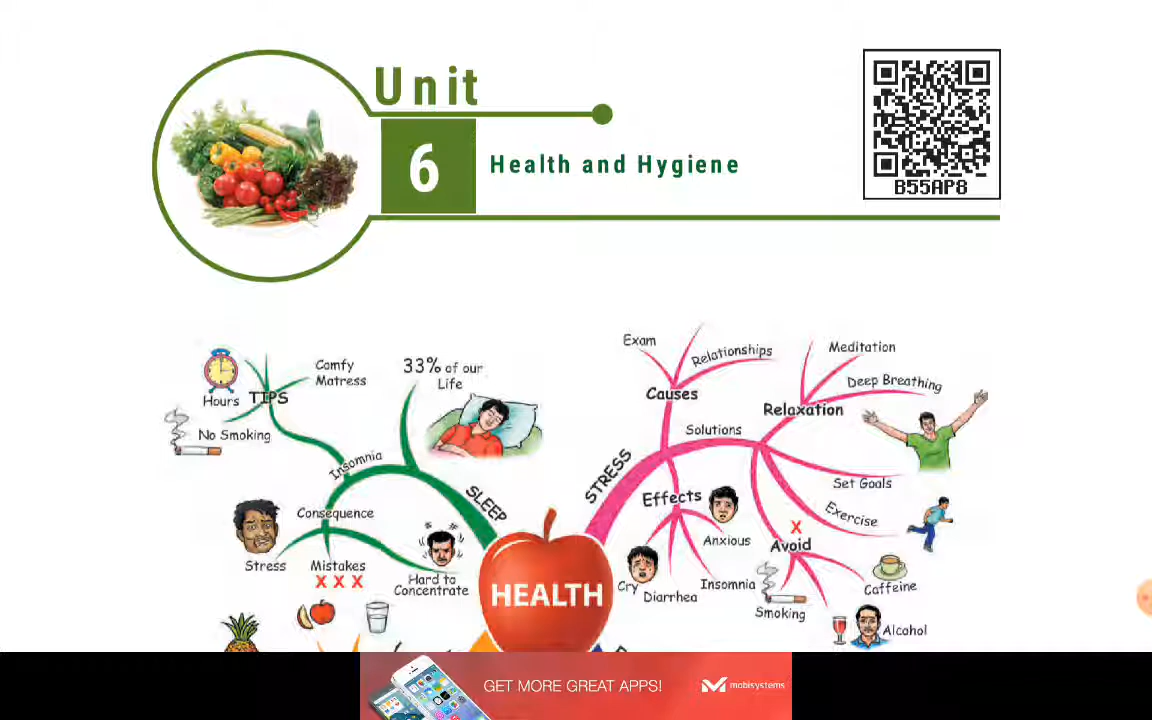 Unit
6
Health and Hygiene
B55AP8
Comfy
Matress
Hours
TIPS
No Smoking
33% of our
Life
Insomnia
SLEEP
Consequence
Stress
Mistakes
X X X
Hard to
Concentrate
Exam
Relationships
Causes
Meditation
Deep Breathing
Relaxation
Solutions
STRESS
Set Goals
Effects
Exercise
Anxious
X
Avoid
Cry
Diarrhea
Insomnia
Smoking
Caffeine
Alcohol
HEALTH
GET MORE GREAT APPS!
mobisystems